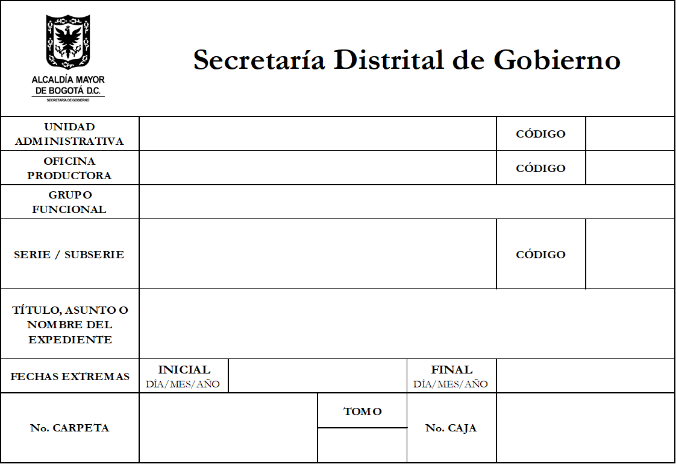 Secretaría Distrital de Gobierno
ALCALDÍA MAYOR
DE BOGOTÁ D.C.
SECRETARIA DE GOBIERNO
UNIDAD
ADMINISTRATIVA
CÓDIGO
OFICINA
PRODUCTORA
CÓDIGO
GRUPO
FUNCIONAL
SERIE / SUBSERIE
CÓDIGO
TÍTULO, ASUNTO O
NOMBRE DEL
EXPEDIENTE
FECHAS EXTREMAS
INICIAL
DÍA/MES/AÑO
FINAL
DÍA/MES/AÑO
No. CARPETA
TOMO
No. CAJA